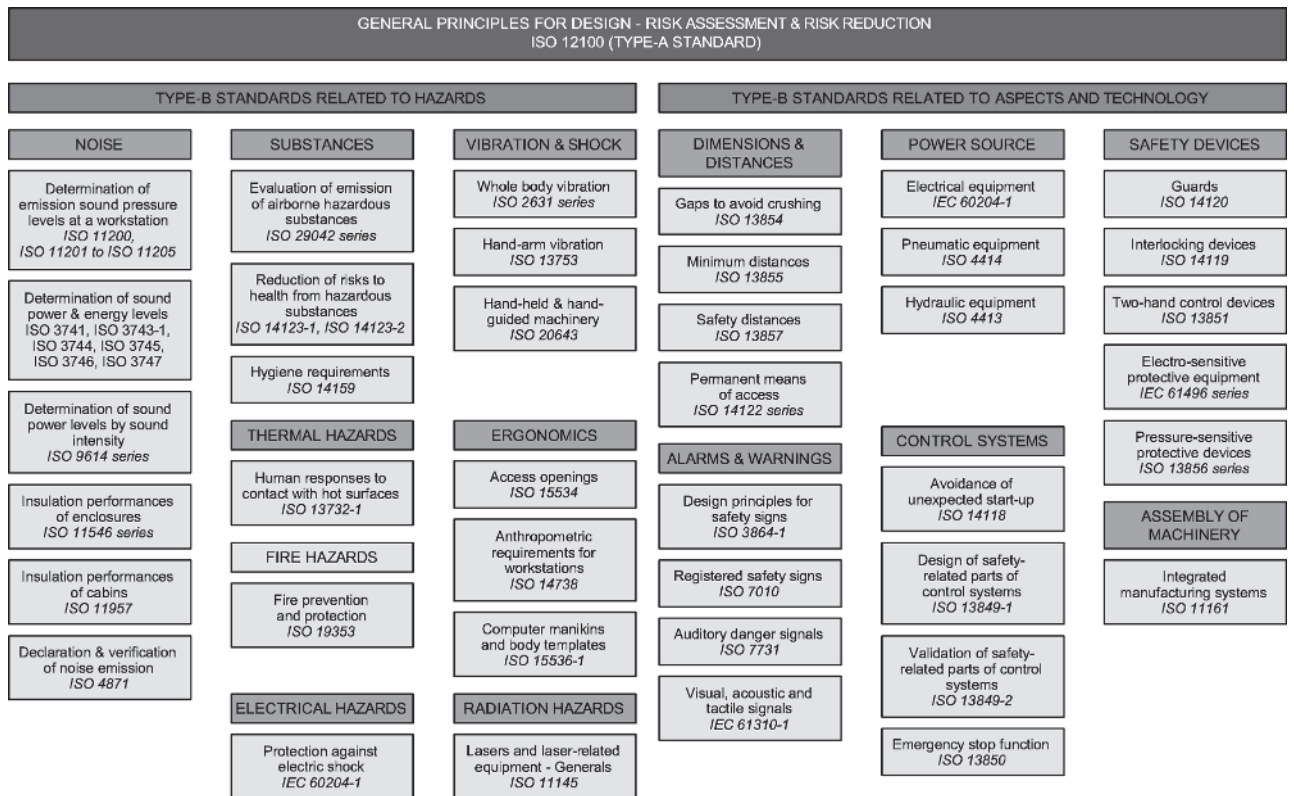 GENERAL PRINCIPLES FOR DESIGN - RISK ASSESSMENT & RISK REDUCTION
ISO 12100 (TYPE-A STANDARD)
TYPE-B STANDARDS RELATED TO HAZARDS
NOISE
Determination of
emission sound pressure
levels at a workstation
ISO 11200,
ISO 11201 to ISO 11205
Determination of sound
power & energy levels
ISO 3741, ISO 3743-1,
ISO 3744, ISO 3745,
ISO 3746, ISO 3747
Determination of sound
power levels by sound
intensity
ISO 9614 series
Insulation performances
of enclosures
ISO 11546 series
Insulation performances
of cabins
ISO 11957
Declaration & verification
of noise emission
ISO 4871
SUBSTANCES
Evaluation of emission
of airborne hazardous
substances
ISO 29042 series
Reduction of risks to
health from hazardous
substances
ISO 14123-1, ISO 14123-2
Hygiene requirements
ISO 14159
THERMAL HAZARDS
Human responses to
contact with hot surfaces
ISO 13732-1
FIRE HAZARDS
Fire prevention
and protection
ISO 19353
ELECTRICAL HAZARDS
Protection against
electric shock
IEC 60204-1
VIBRATION & SHOCK
Whole body vibration
ISO 2631 series
Hand-arm vibration
ISO 13753
Hand-held & hand-
guided machinery
ISO 20643
ERGONOMICS
Access openings
ISO 15534
Anthropometric
requirements for
workstations
ISO 14738
Computer manikins
and body templates
ISO 15536-1
RADIATION HAZARDS
Lasers and laser-related
equipment - Generals
ISO 11145
TYPE-B STANDARDS RELATED TO ASPECTS AND TECHNOLOGY
DIMENSIONS &
DISTANCES
Gaps to avoid crushing
ISO 13854
Minimum distances
ISO 13855
Safety distances
ISO 13857
Permanent means
of access
ISO 14122 series
ALARMS & WARNINGS
Design principles for
safety signs
ISO 3864-1
Registered safety signs
ISO 7010
Auditory danger signals
ISO 7731
Visual, acoustic and
tactile signals
IEC 61310-1
POWER SOURCE
Electrical equipment
IEC 60204-1
Pneumatic equipment
ISO 4414
Hydraulic equipment
ISO 4413
CONTROL SYSTEMS
Avoidance of
unexpected start-up
ISO 14118
Design of safety-
related parts of
control systems
ISO 13849-1
Validation of safety-
related parts of control
systems
ISO 13849-2
Emergency stop function
ISO 13850
SAFETY DEVICES
Guards
ISO 14120
Interlocking devices
ISO 14119
Two-hand control devices
ISO 13851
Electro-sensitive
protective equipment
IEC 61496 series
Pressure-sensitive
protective devices
ISO 13856 series
ASSEMBLY OF
MACHINERY
Integrated
manufacturing systems
ISO 11161